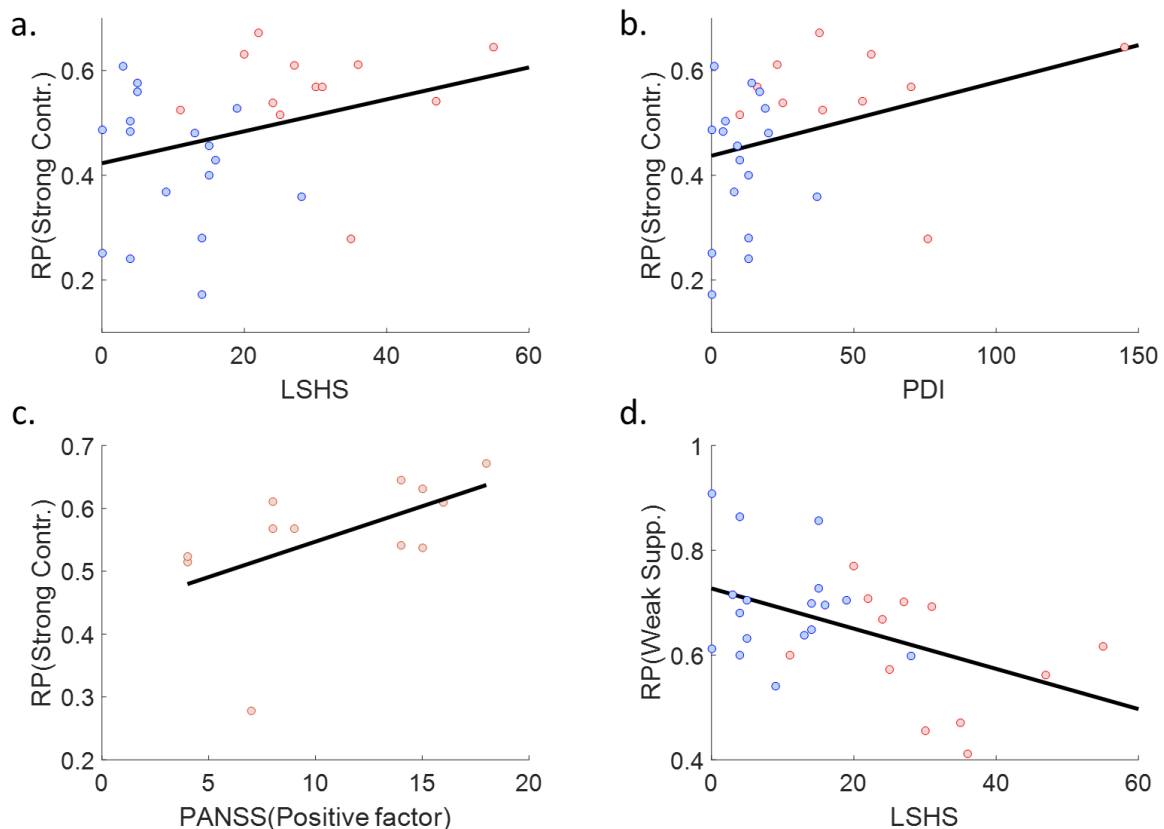 a.
RP(Strong Contr.)
0.6
0.4
0.2
0 20 40 60
LSHS
b.
RP(Strong Contr.)
0.6
0.4
0.2
0 50 100 150
PDI
c.
RP(Strong Contr.)
0.7
0.6
0.5
0.4
0.3
0.2
0 5 10 15 20
PANSS(Positive factor)
d.
RP(Weak Supp.)
1
0.8
0.6
0.4
0 20 40 60
LSHS